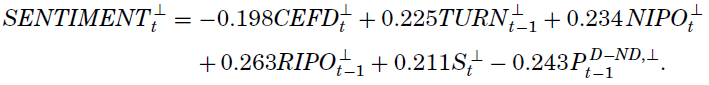 SENTIMENT_t^⊥ = −0.198CEFD_t^⊥ + 0.225TURN_{t−1}^⊥ + 0.234NIPO_t^⊥
+ 0.263RIPO_{t−1}^⊥ + 0.211S_t^⊥ − 0.243P_{t−1}^{D−ND,⊥}.